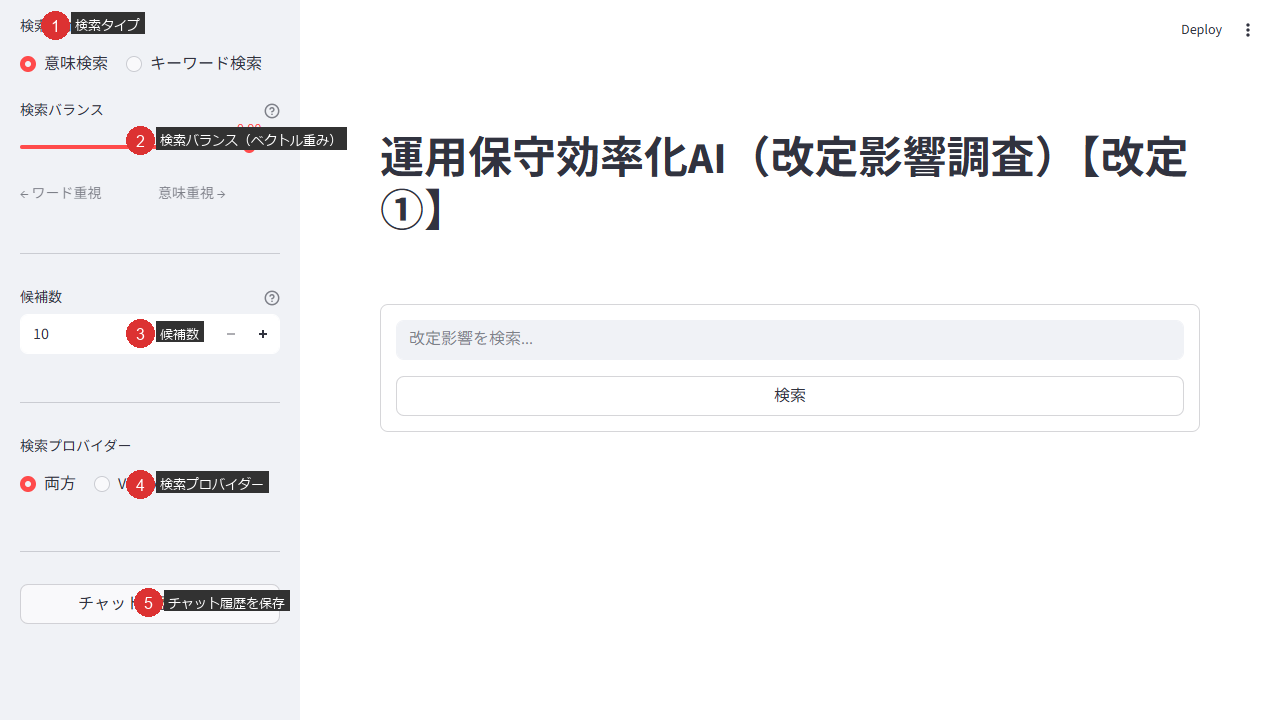 検索
1 検索タイプ
意味検索 キーワード検索
検索バランス
2 検索バランス（ベクトル重み）
← ワード重視 意味重視 →
候補数
10 3 候補数 − +
検索プロバイダー
両方 V 4 検索プロバイダー
チャット 5 チャット履歴を保存
Deploy
運用保守効率化AI（改定影響調査）【改定
①】
改定影響を検索...
検索